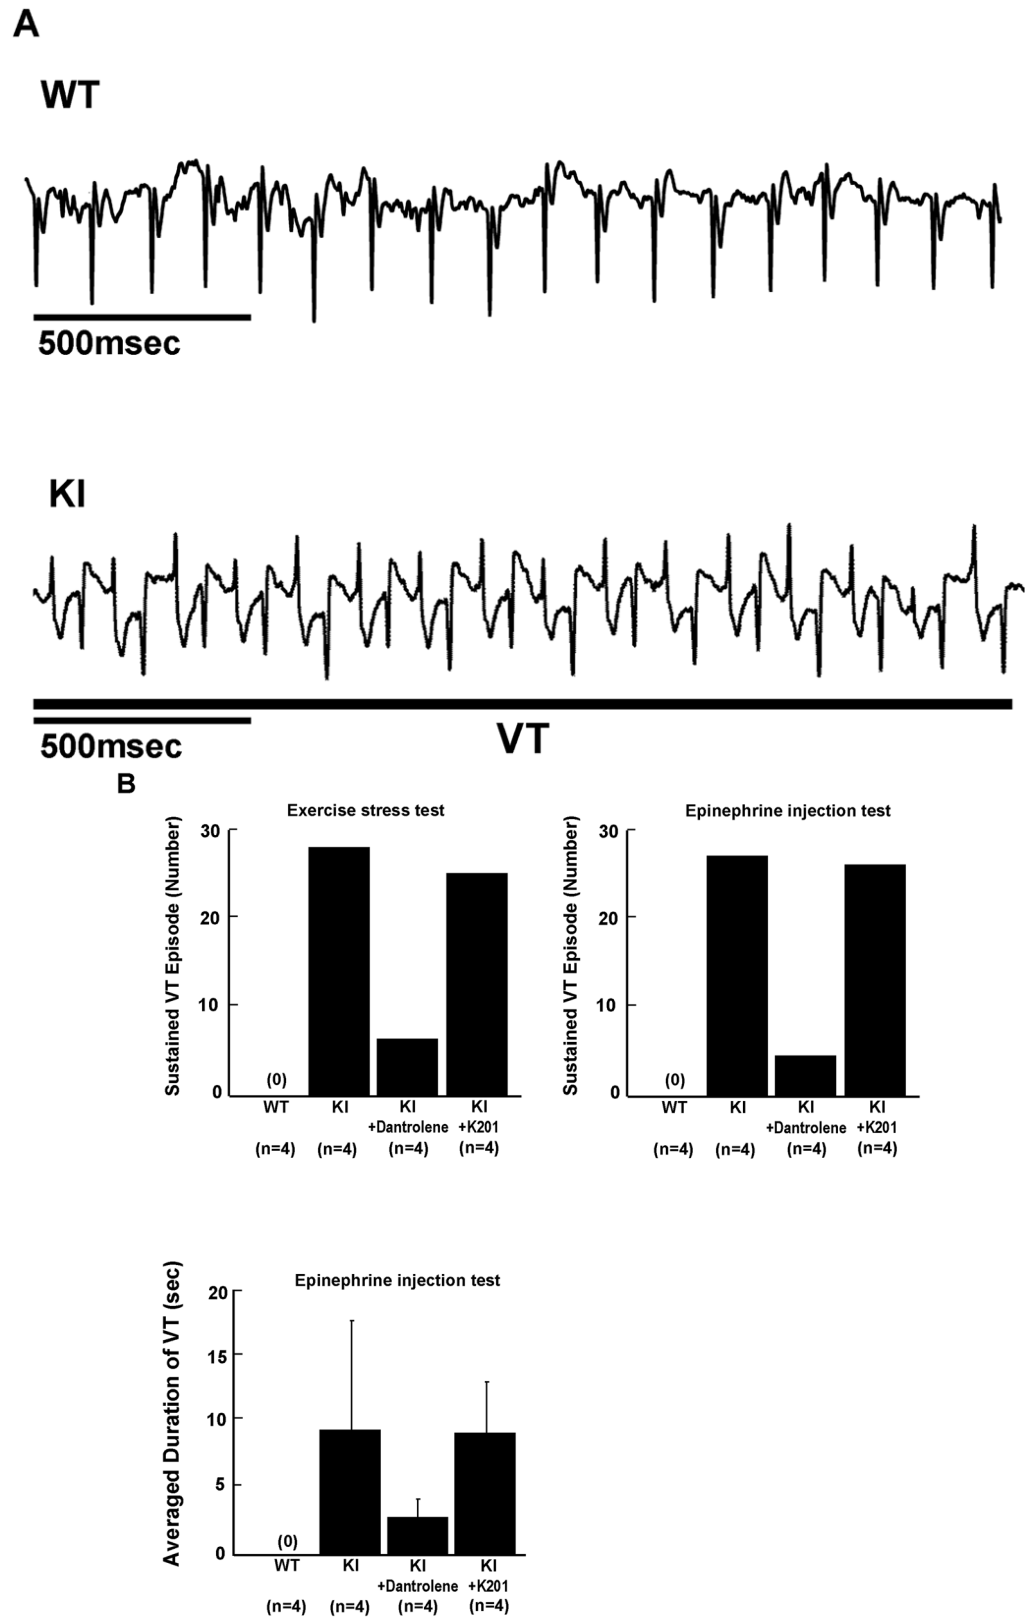 A
WT
500msec
KI
500msec
VT
B
Exercise stress test
Sustained VT Episode (Number)
30
20
10
0
(0)
WT KI KI KI
+Dantrolene +K201
(n=4) (n=4) (n=4) (n=4)
Epinephrine injection test
Sustained VT Episode (Number)
30
20
10
0
(0)
WT KI KI KI
+Dantrolene +K201
(n=4) (n=4) (n=4) (n=4)
Epinephrine injection test
Averaged Duration of VT (sec)
20
15
10
5
0
(0)
WT KI KI KI
+Dantrolene +K201
(n=4) (n=4) (n=4) (n=4)